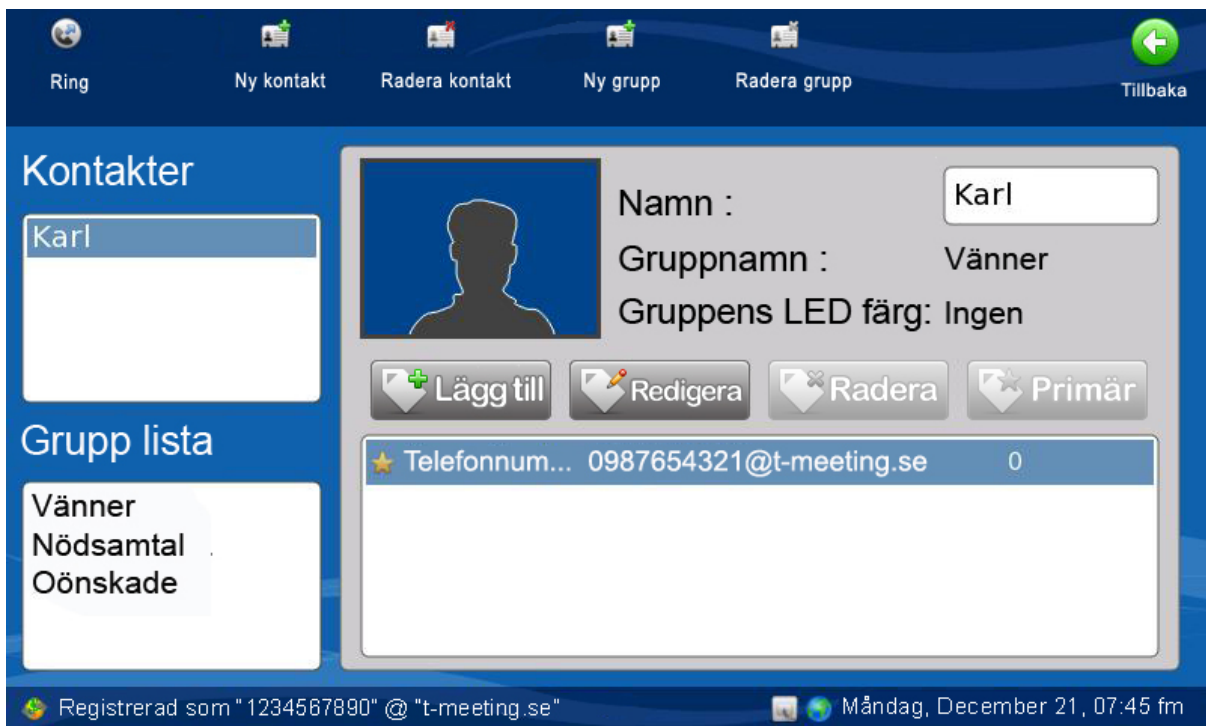 Ring
Ny kontakt
Radera kontakt
Ny grupp
Radera grupp
Tillbaka
Kontakter
Karl
Grupp lista
Vänner
Nödsamtal
Oönskade
Namn :
Karl
Gruppnamn :
Vänner
Gruppens LED färg:
Ingen
Lägg till
Redigera
Radera
Primär
Telefonnum... 0987654321@t-meeting.se 0
Registrerad som "1234567890" @ "t-meeting.se"
Måndag, December 21, 07:45 fm